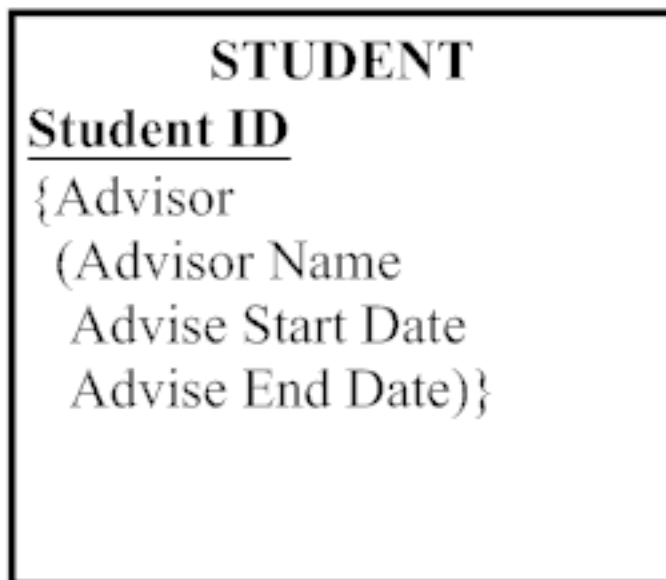 STUDENT
Student ID
{Advisor
(Advisor Name
Advise Start Date
Advise End Date)}